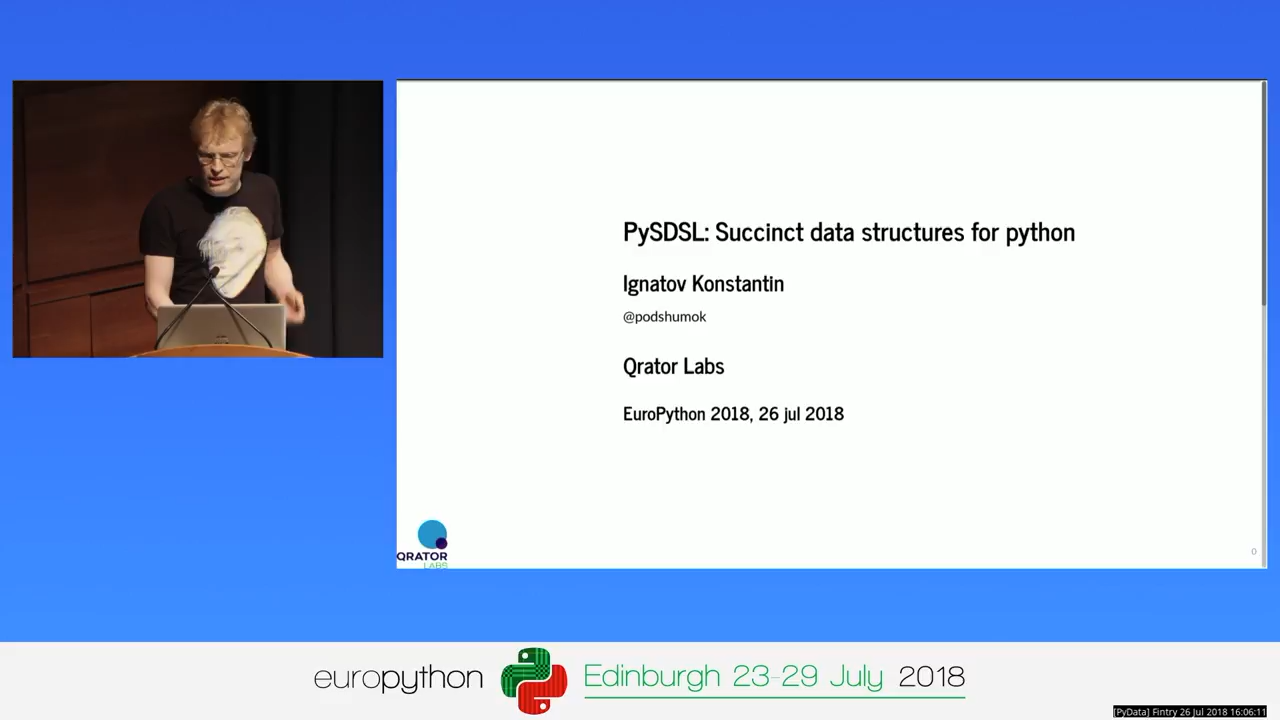 PySDSL: Succinct data structures for python
Ignatov Konstantin
@podshumok
Qrator Labs
EuroPython 2018, 26 jul 2018
QRATOR
LABS
0
europython Edinburgh 23-29 July 2018
[PyData] Fintry 26 Jul 2018 16:06:11